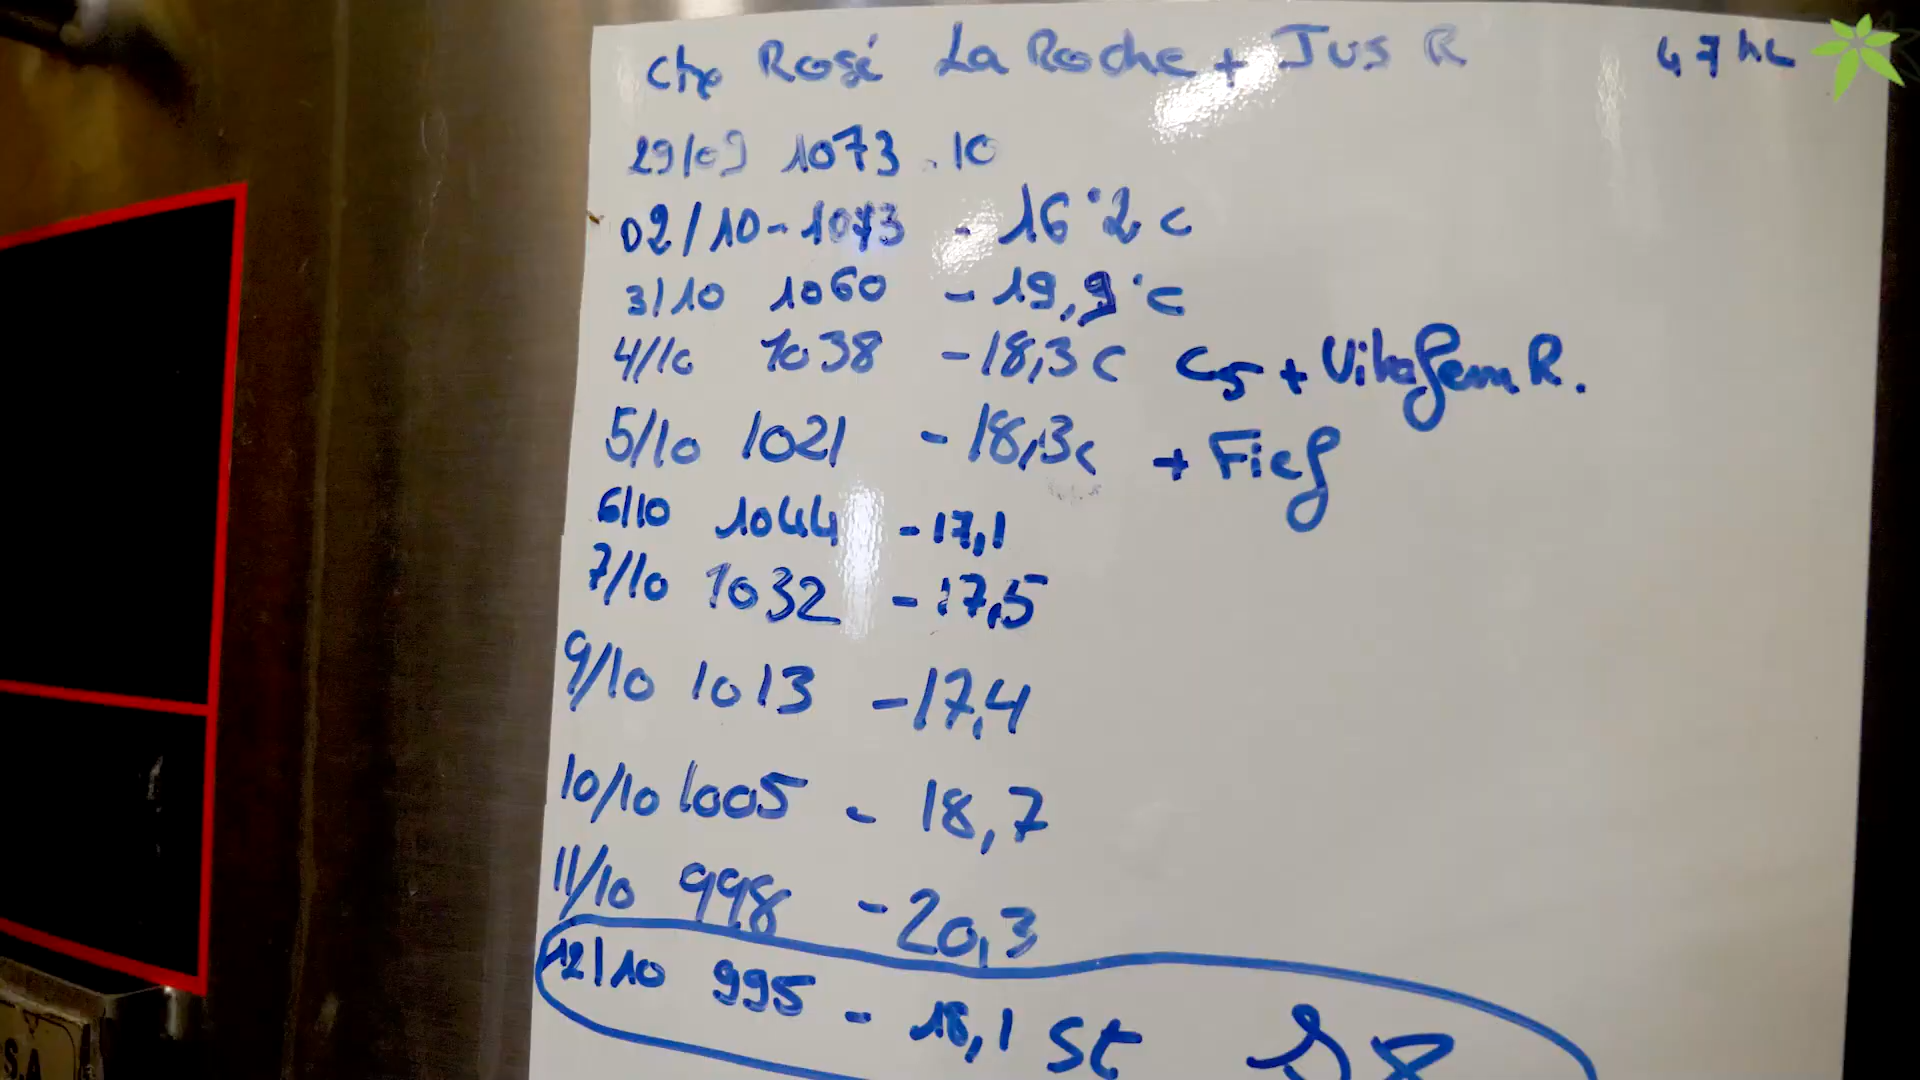 Rosé La Roche + Jus R 47 hL
29/09 1073 . 10
02/10 - 1073 - 16°2 c
3/10 1060 - 19,9°c
4/10 1038 - 18,3 c C5 + Vitaferm R.
5/10 1021 - 18,3c + Fief
6/10 1044 - 17,1
7/10 1032 - 17,5
9/10 1013 - 17,4
10/10 1005 - 18,7
11/10 998 - 20,3
12/10 995 - 18,1 St
S.A